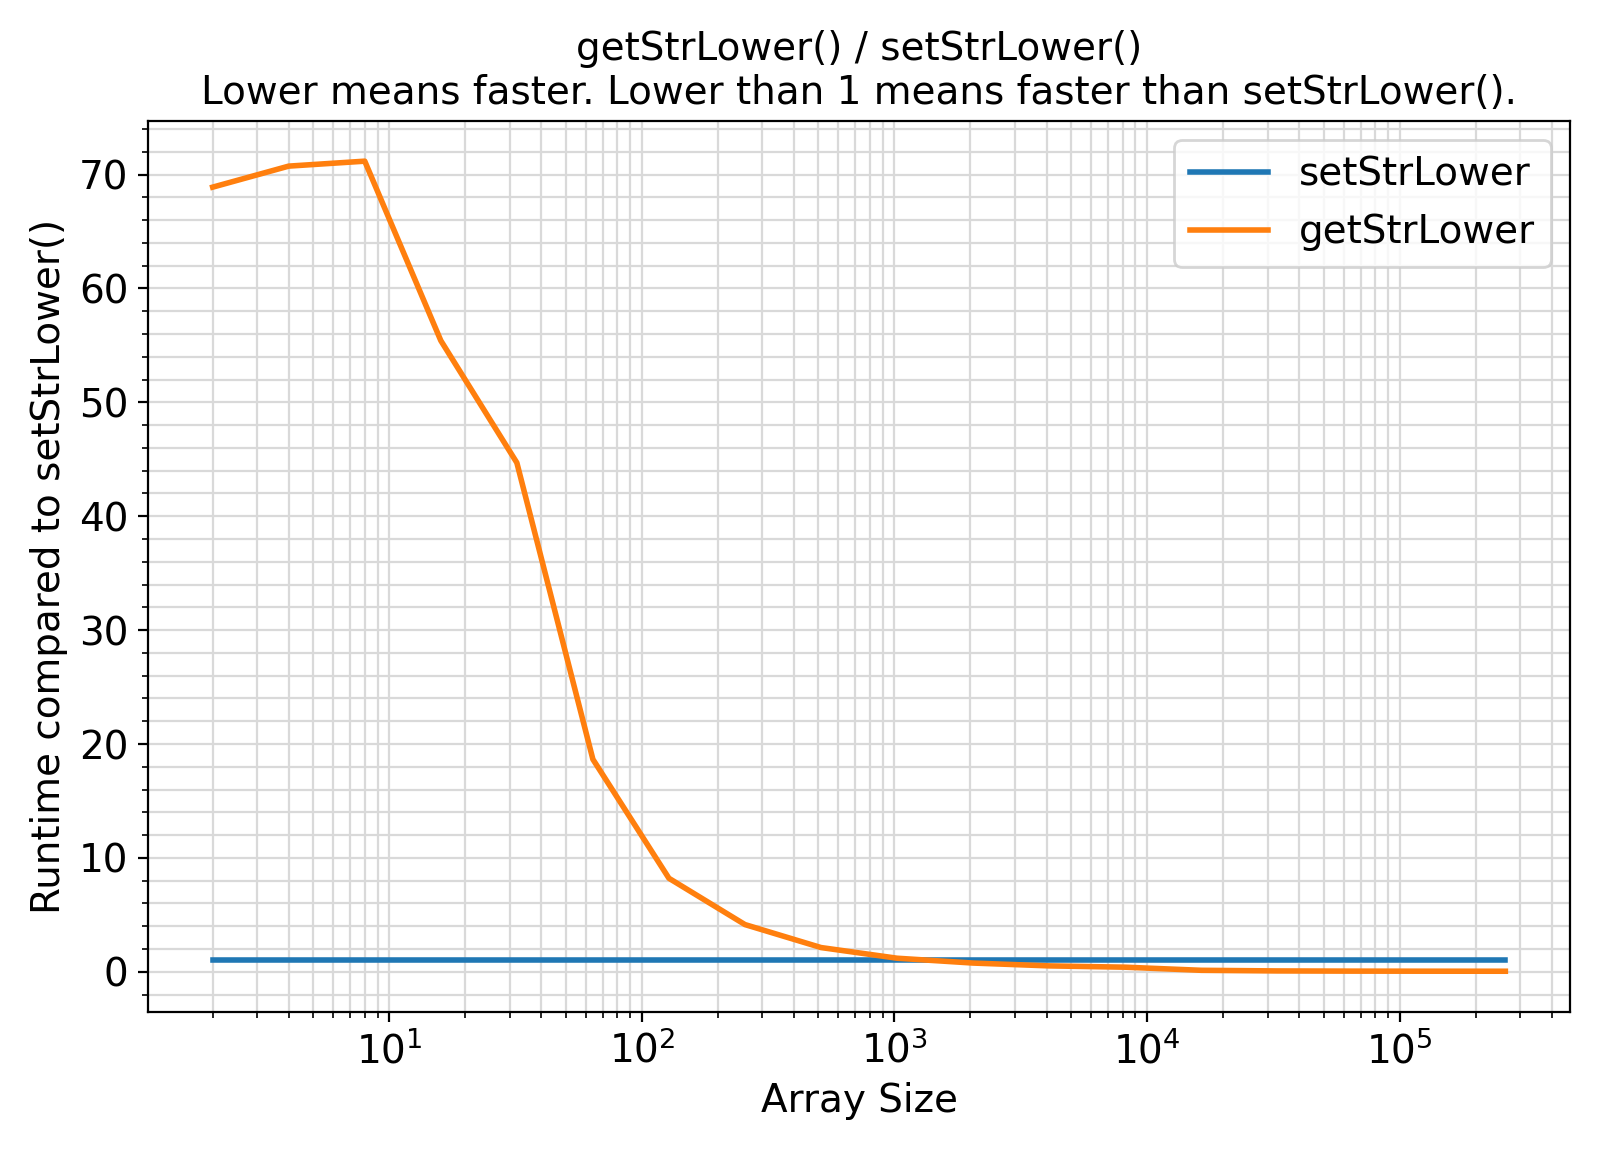 getStrLower() / setStrLower()
Lower means faster. Lower than 1 means faster than setStrLower().
setStrLower
getStrLower
Runtime compared to setStrLower()
70
60
50
40
30
20
10
0
10¹ 10² 10³ 10⁴ 10⁵
Array Size